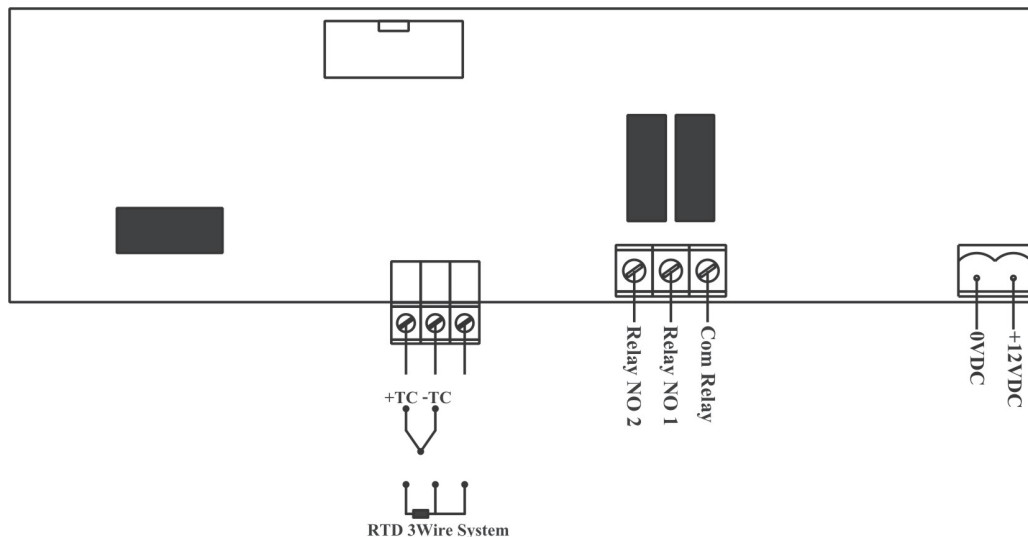 +TC -TC
RTD 3Wire System
Relay NO 2
Relay NO 1
Com Relay
0VDC
+12VDC